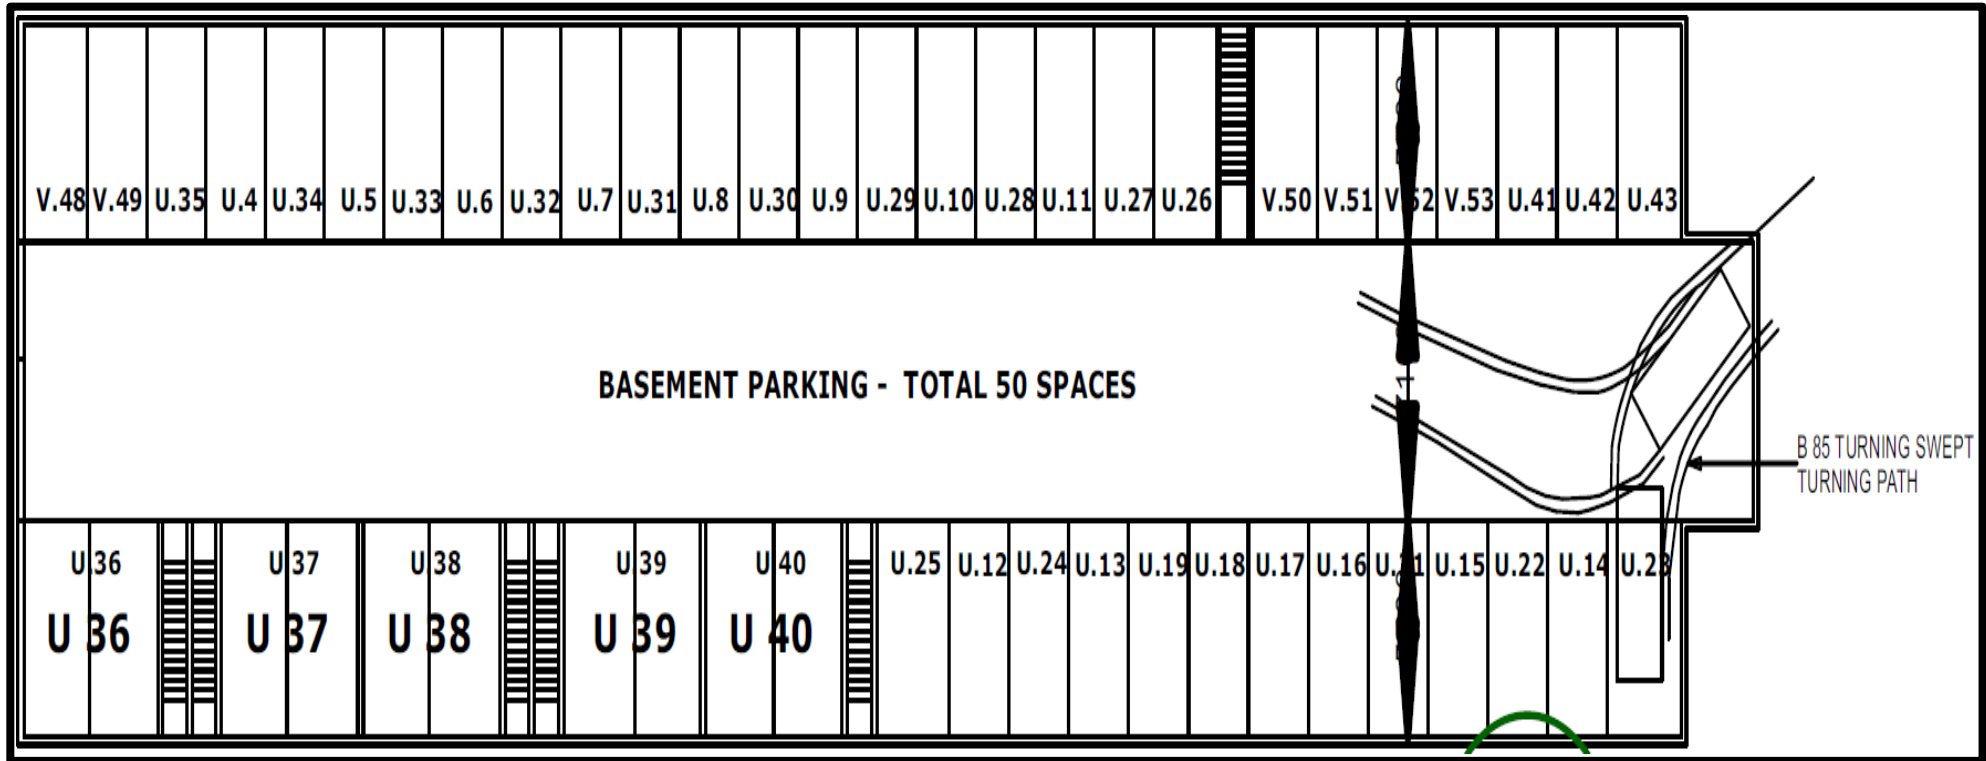 V.48 V.49 U.35 U.4 U.34 U.5 U.33 U.6 U.32 U.7 U.31 U.8 U.30 U.9 U.29 U.10 U.28 U.11 U.27 U.26 V.50 V.51 V.52 V.53 U.41 U.42 U.43
BASEMENT PARKING - TOTAL 50 SPACES
B 85 TURNING SWEPT
TURNING PATH
U.36 U.37 U.38 U.39 U.40 U.25 U.12 U.24 U.13 U.19 U.18 U.17 U.16 U.21 U.15 U.22 U.14 U.23
U 36 U 37 U 38 U 39 U 40